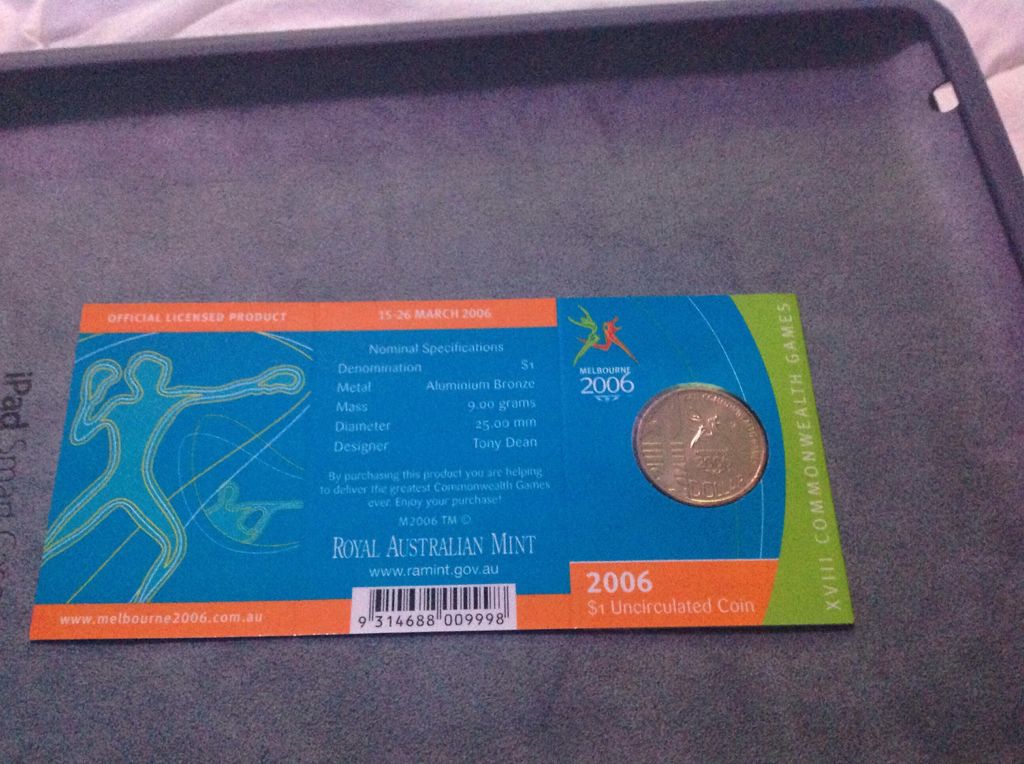 OFFICIAL LICENSED PRODUCT
15-26 MARCH 2006
Nominal Specifications
Denomination $1
Metal Aluminium Bronze
Mass 9.00 grams
Diameter 25.00 mm
Designer Tony Dean
By purchasing this product you are helping
to deliver the greatest Commonwealth Games
ever. Enjoy your purchase!
M2006 TM ©
ROYAL AUSTRALIAN MINT
www.ramint.gov.au
9 314688 009998
www.melbourne2006.com.au
MELBOURNE
2006
2006
$1 Uncirculated Coin
XVIII COMMONWEALTH GAMES
iPad Smart